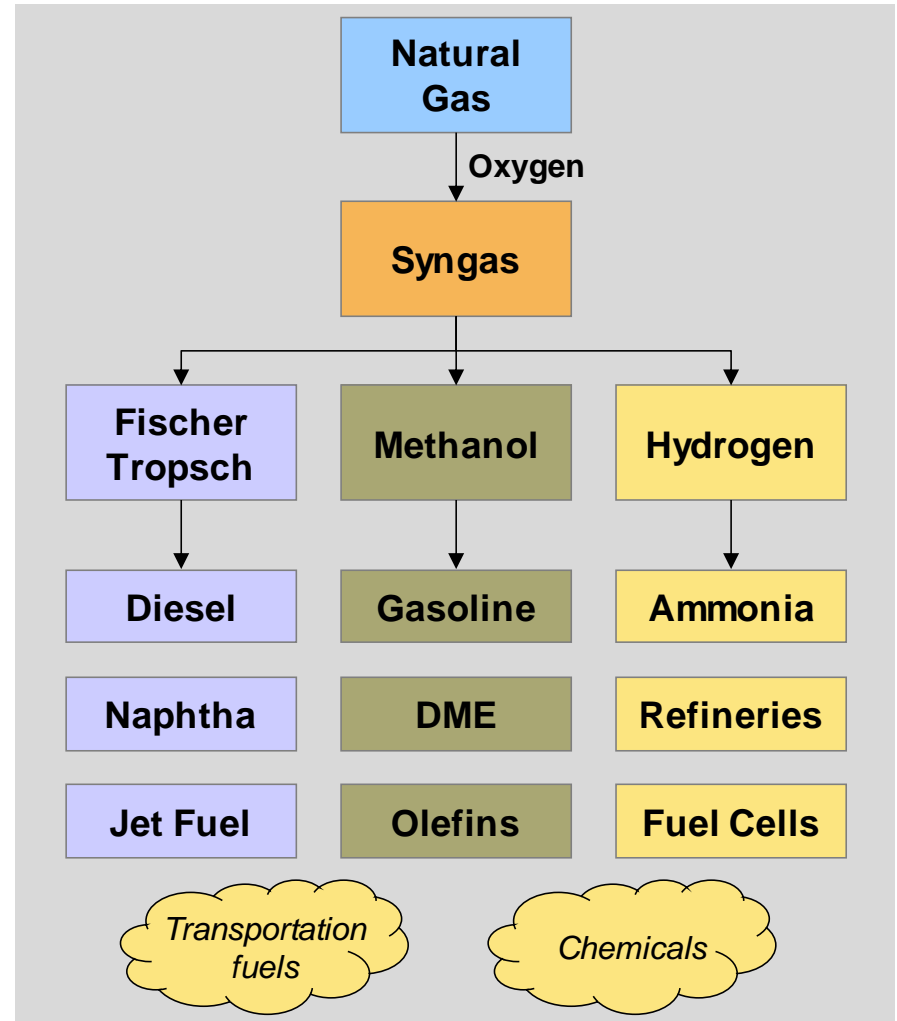 Natural
Gas
Oxygen
Syngas
Fischer
Tropsch
Methanol
Hydrogen
Diesel
Gasoline
Ammonia
Naphtha
DME
Refineries
Jet Fuel
Olefins
Fuel Cells
Transportation
fuels
Chemicals